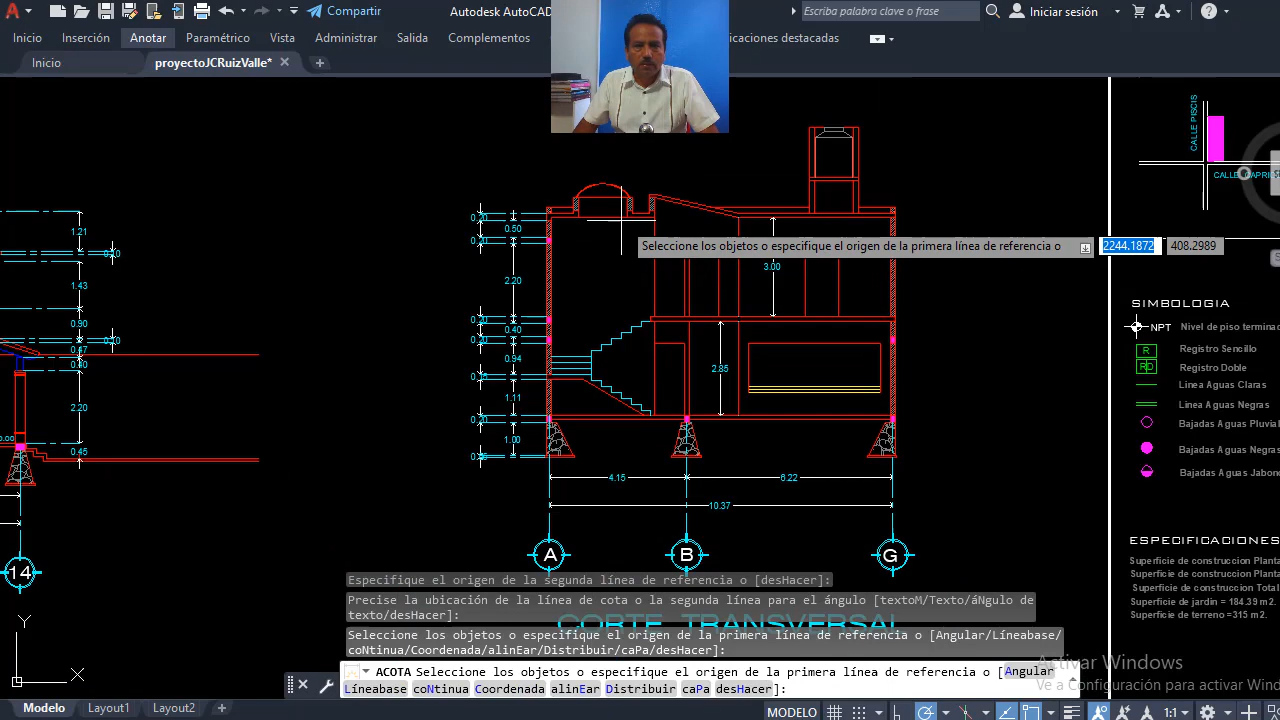 Compartir
Autodesk AutoCAD
Escriba palabra clave o frase
Iniciar sesión
Inicio
Inserción
Anotar
Paramétrico
Vista
Administrar
Salida
Complementos
icaciones destacadas
Inicio
proyectoJCRuizValle*
CALLE PISCIS
1.21
1.43
0.90
0.90
2.20
0.45
14
0.50
2.20
0.40
0.94
1.11
1.00
3.00
2.85
4.15
6.22
10.37
A
B
G
CORTE TRANSVERSAL
Seleccione los objetos o especifique el origen de la primera línea de referencia o
2244.1872
408.2989
SIMBOLOGIA
NPT Nivel de piso termina
R Registro Sencillo
RD Registro Doble
Linea Aguas Claras
Linea Aguas Negras
Bajadas Aguas Pluvial
Bajadas Aguas Negras
Bajadas Aguas Jabono
ESPECIFICACIONES
Superficie de construccion Planta
Superficie de construccion Planta
Superficie de construccion Total
Superficie de jardin = 184.39 m2.
Superficie de terreno =315 m2.
Especifique el origen de la segunda línea de referencia o [desHacer]:
Precise la ubicación de la línea de cota o la segunda línea para el ángulo [textoM/Texto/áNgulo de
texto/desHacer]:
Seleccione los objetos o especifique el origen de la primera línea de referencia o [Angular/Líneabase/
coNtinua/Coordenada/alinEar/Distribuir/caPa/desHacer]:
ACOTA Seleccione los objetos o especifique el origen de la primera línea de referencia o [Angular
Líneabase coNtinua Coordenada alinEar Distribuir caPa desHacer]:
Activar Windows
Ve a Configuración para activar Wind
Y
X
Modelo
Layout1
Layout2
MODELO
1:1